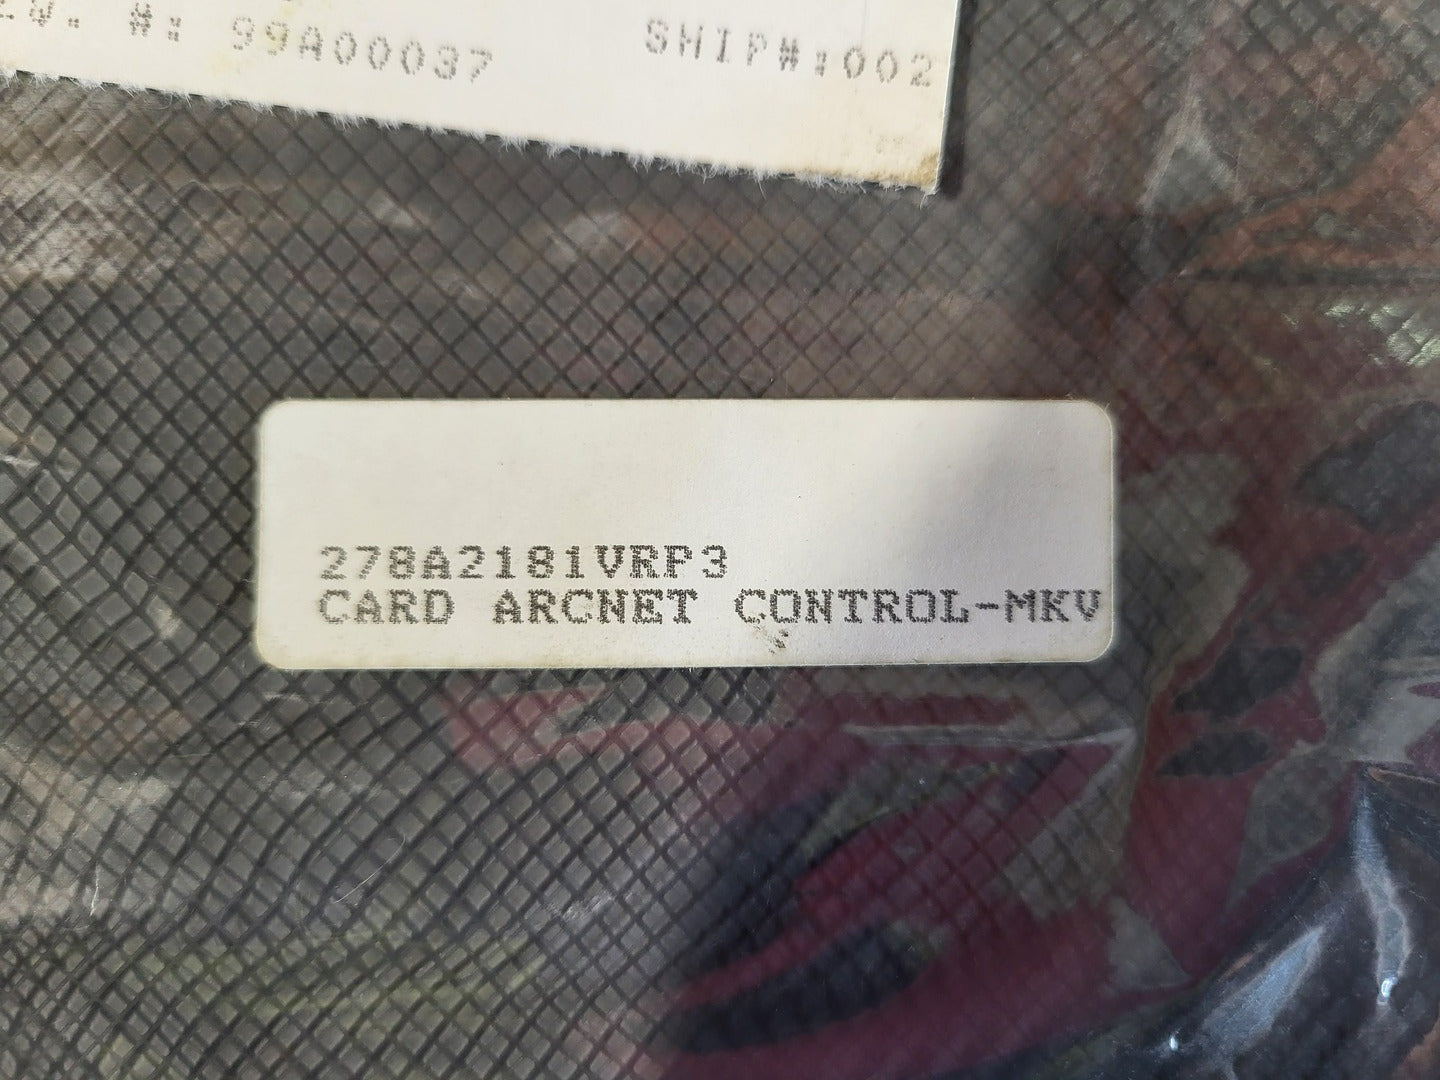 #: 99A00037 SHIP#:002
278A2181VRP3
CARD ARCNET CONTROL-MKV